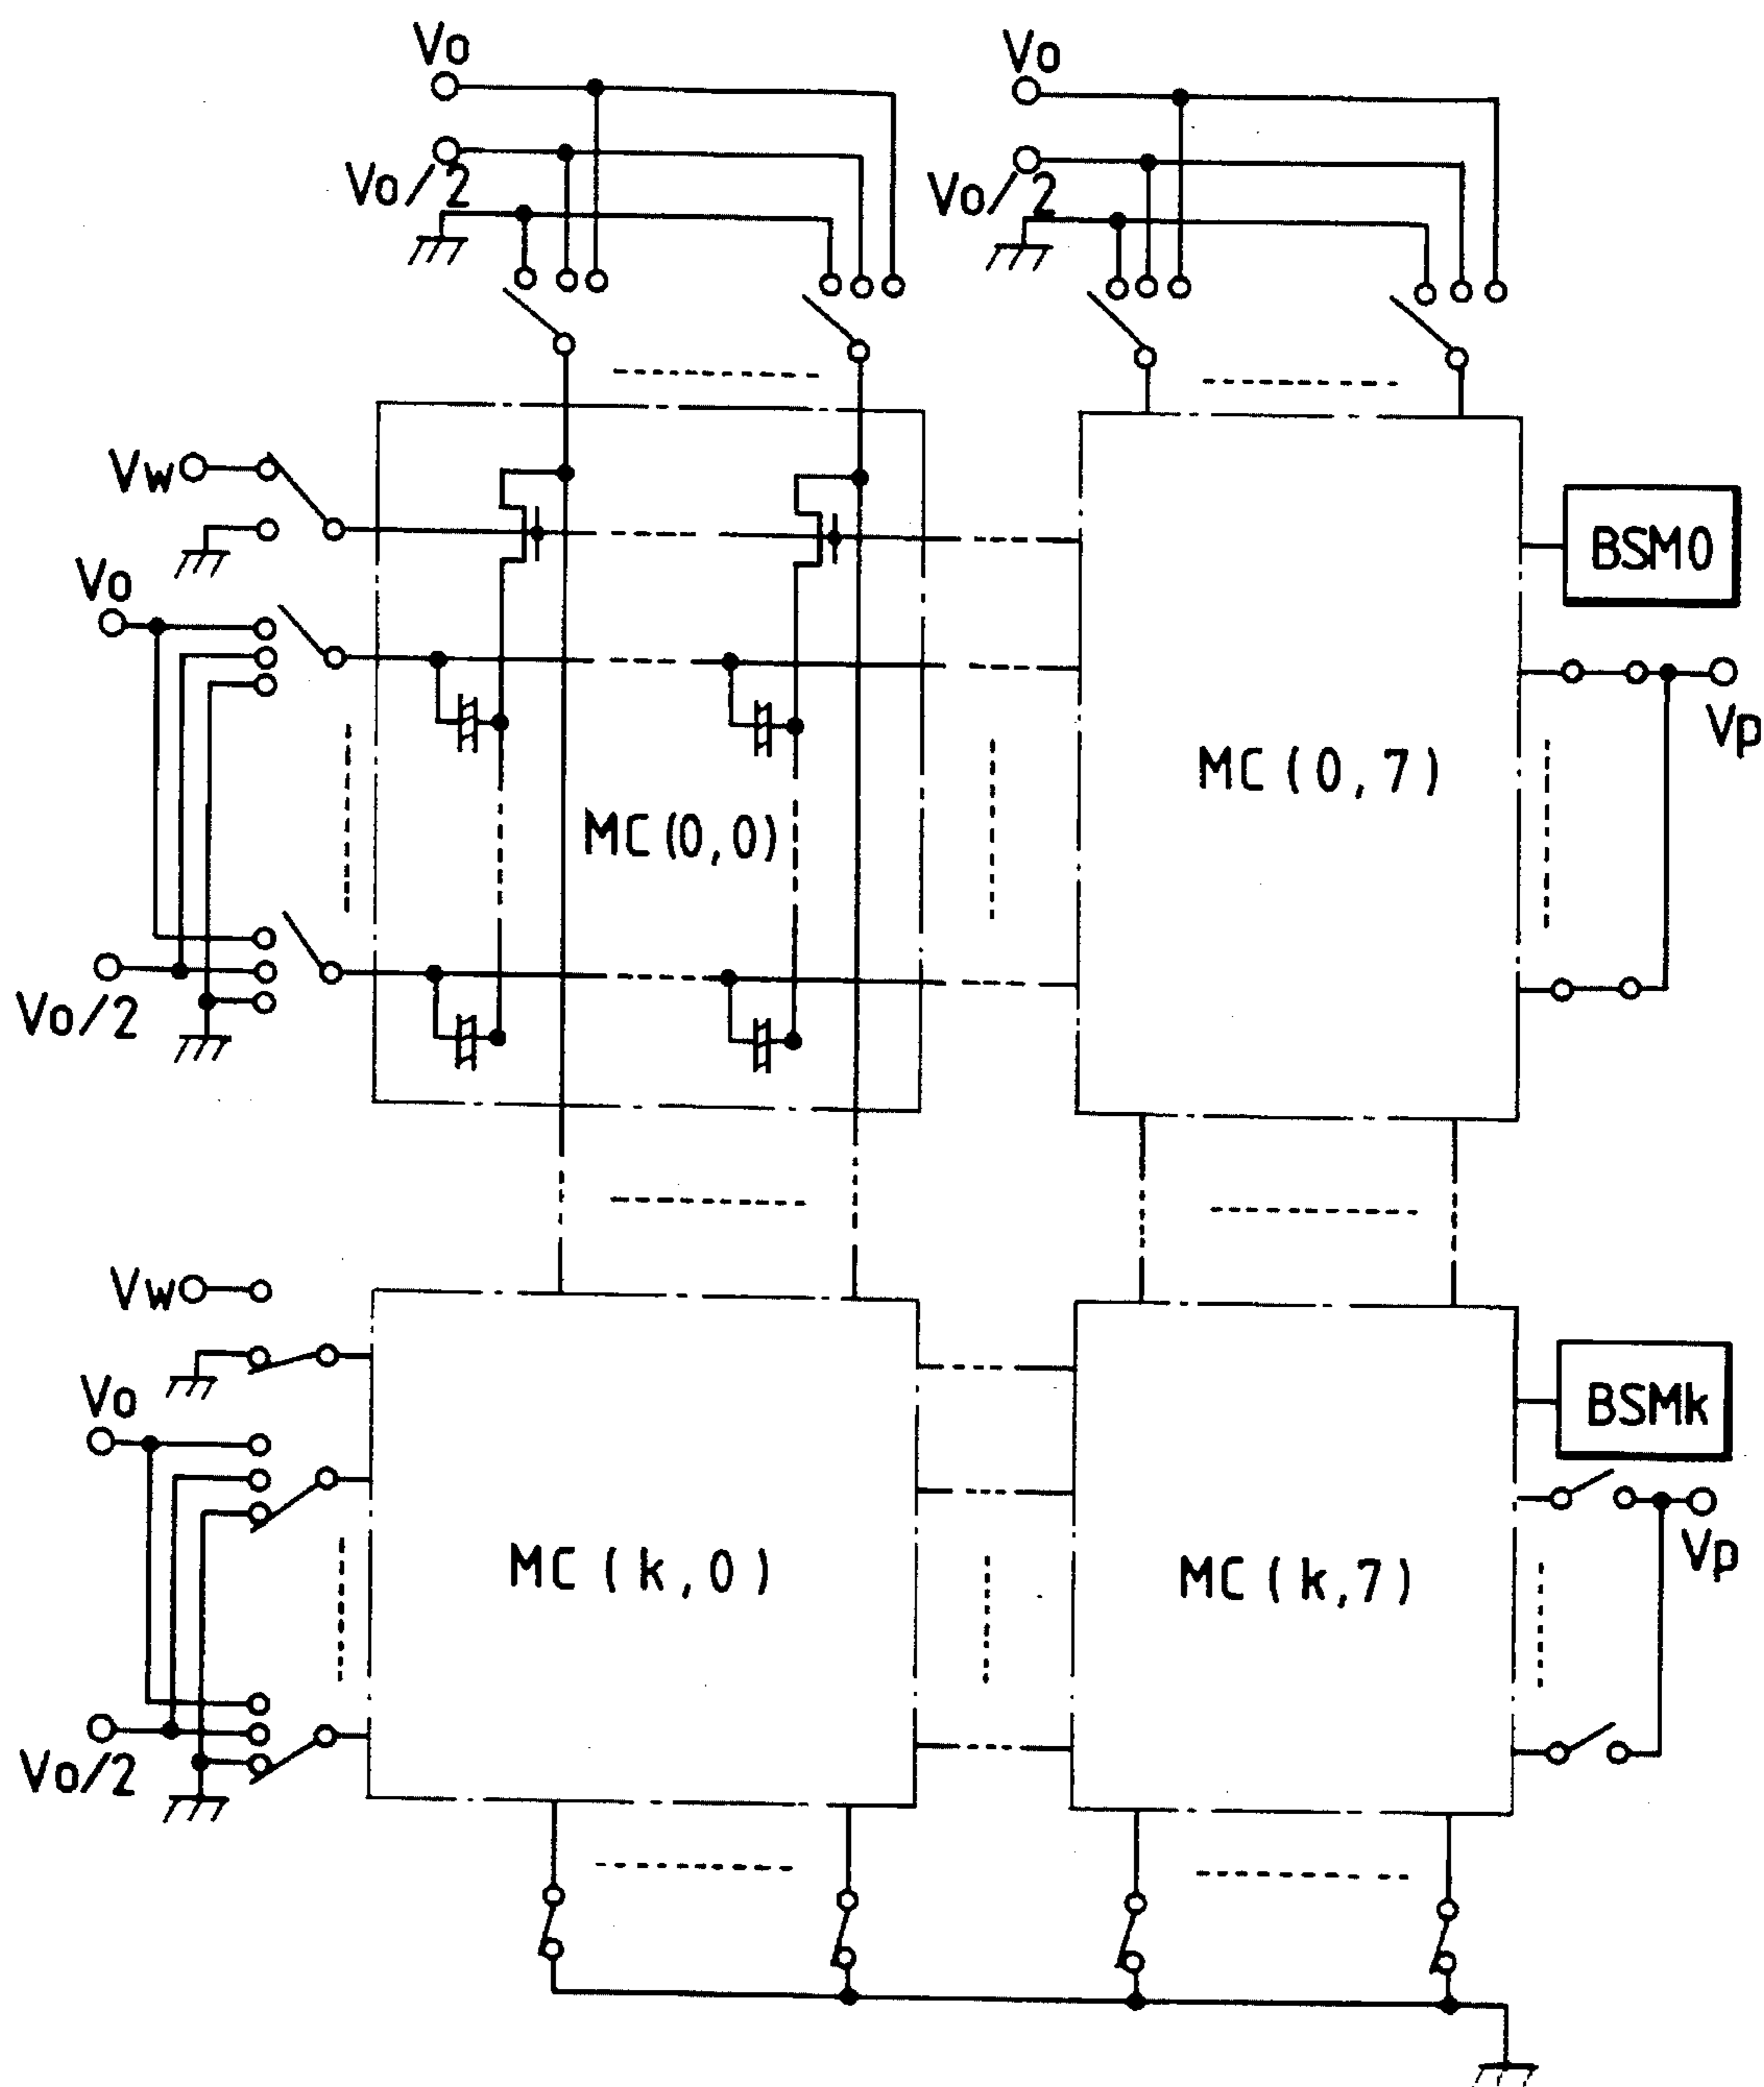 Vo
Vo
Vo/2
Vo/2
Vw
BSM0
Vo
Vp
MC(0,7)
MC(0,0)
Vo/2
Vw
Vo
BSMk
Vp
MC(k,0)
MC(k,7)
Vo/2